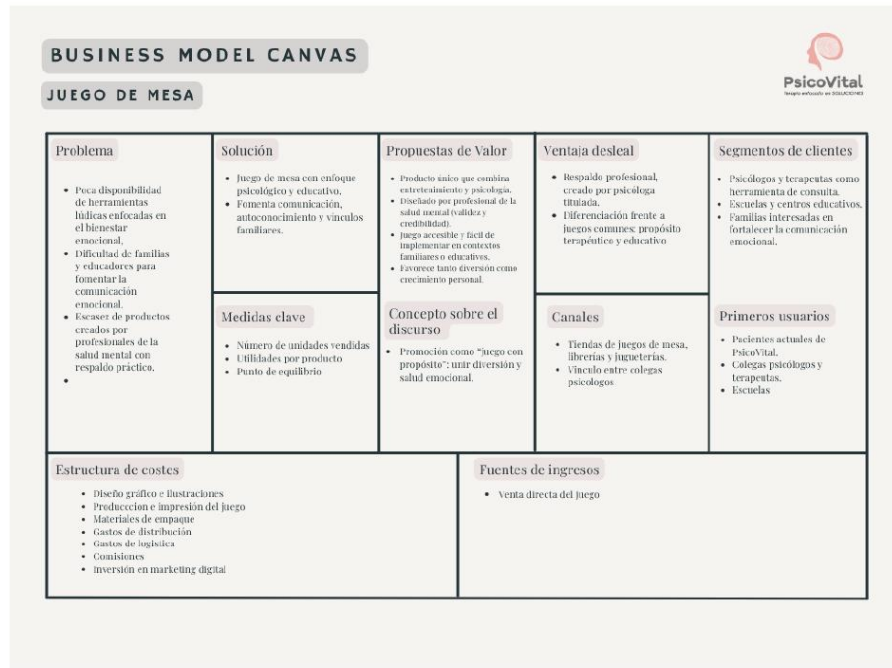 BUSINESS MODEL CANVAS
JUEGO DE MESA
PsicoVital
Terapia enfocada en SOLUCIONES
Problema
• Poca disponibilidad
de herramientas
lúdicas enfocadas en
el bienestar
emocional,
• Dificultad de familias
y educadores para
fomentar la
comunicación
emocional.
• Escasez de productos
creados por
profesionales de la
salud mental con
respaldo práctico.
•
Solución
• Juego de mesa con enfoque
psicológico y educativo.
• Fomenta comunicación,
autoconocimiento y vínculos
familiares.
Medidas clave
• Número de unidades vendidas
• Utilidades por producto
• Punto de equilibrio
Propuestas de Valor
• Producto único que combina
entretenimiento y psicología.
• Diseñado por profesional de la
salud mental (validez y
credibilidad).
• Juego accesible y fácil de
implementar en contextos
familiares o educativos.
• Favorece tanto diversión como
crecimiento personal.
Concepto sobre el
discurso
• Promoción como “juego con
propósito”: unir diversión y
salud emocional.
Ventaja desleal
• Respaldo profesional,
creado por psicóloga
titulada.
• Diferenciación frente a
juegos comunes: propósito
terapéutico y educativo
Canales
• Tiendas de juegos de mesa,
librerías y jugueterías.
• Vinculo entre colegas
psicologos
Segmentos de clientes
• Psicólogos y terapeutas como
herramienta de consulta.
• Escuelas y centros educativos.
• Familias interesadas en
fortalecer la comunicación
emocional.
Primeros usuarios
• Pacientes actuales de
PsicoVital.
• Colegas psicólogos y
terapeutas.
• Escuelas
Estructura de costes
• Diseño gráfico e ilustraciones
• Produccion e impresión del juego
• Materiales de empaque
• Gastos de distribución
• Gastos de logística
• Comisiones
• Inversión en marketing digital
Fuentes de ingresos
• Venta directa del juego